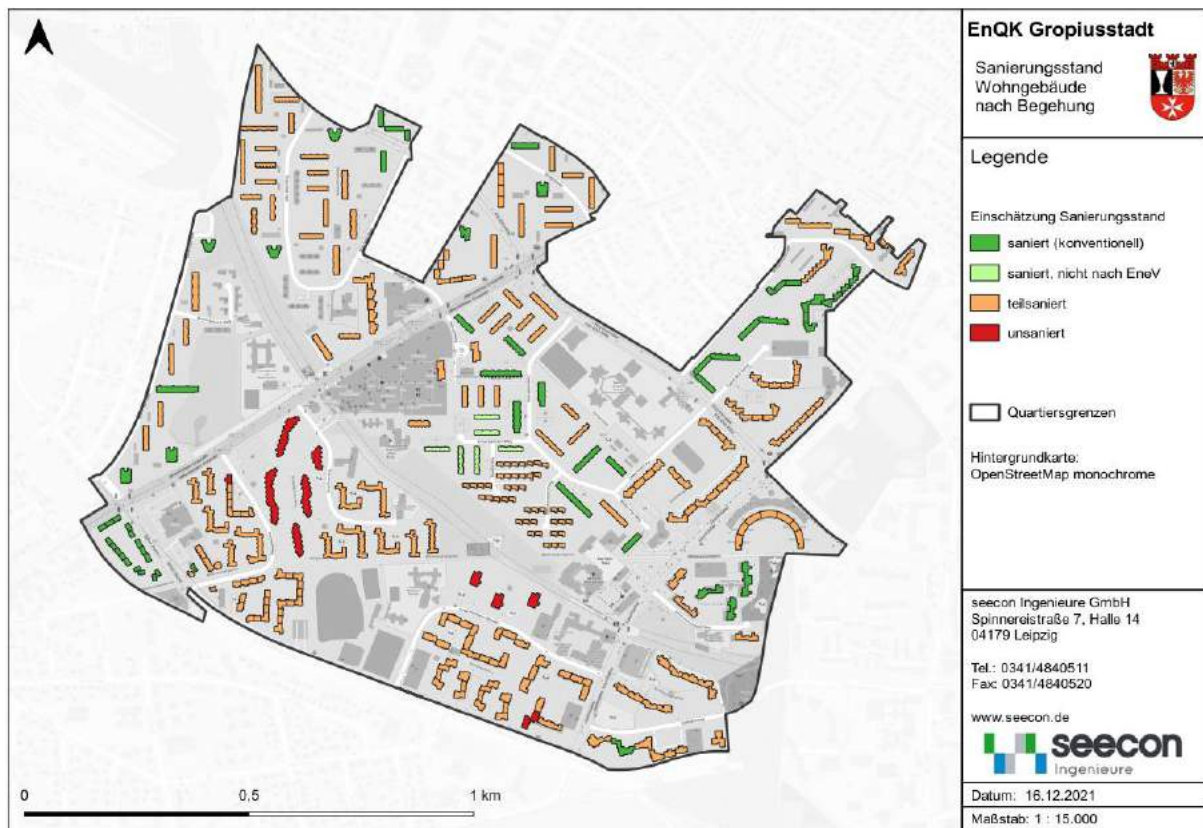 EnQK Gropiusstadt
Sanierungsstand
Wohngebäude
nach Begehung
Legende
Einschätzung Sanierungsstand
saniert (konventionell)
saniert, nicht nach EneV
teilsaniert
unsaniert
Quartiersgrenzen
Hintergrundkarte:
OpenStreetMap monochrome
seecon Ingenieure GmbH
Spinnereistraße 7, Halle 14
04179 Leipzig
Tel.: 0341/4840511
Fax: 0341/4840520
www.seecon.de
seecon
Ingenieure
Datum: 16.12.2021
Maßstab: 1 : 15.000
0 0.5 1 km